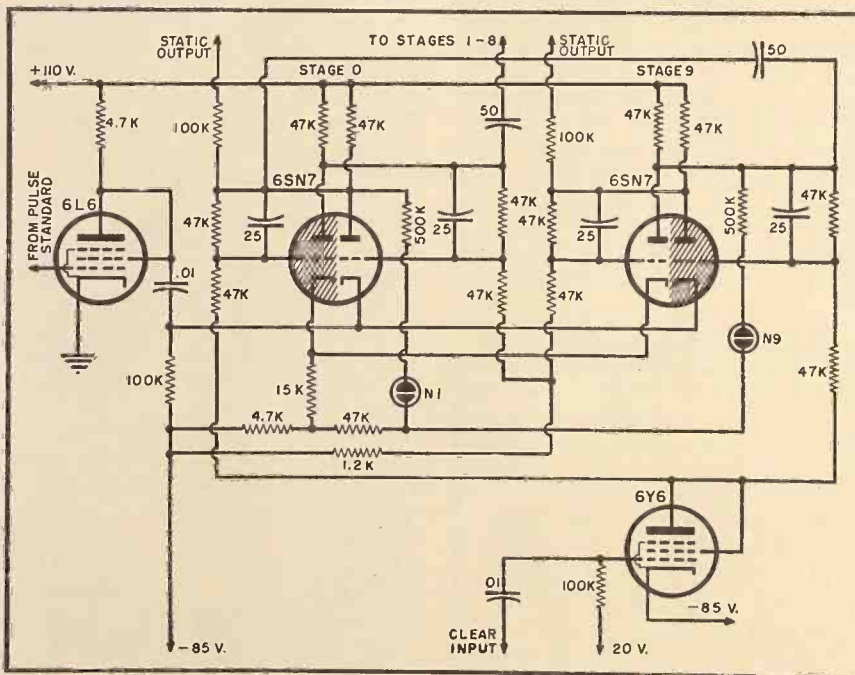 STATIC
OUTPUT
TO STAGES 1-8
STATIC
OUTPUT
50
+110 V.
STAGE 0
STAGE 9
4.7K
100K
47K
47K
50
100K
47K
47K
6L6
FROM PULSE
STANDARD
6SN7
6SN7
47K
25
500K
25
47K
47K
25
500K
25
47K
.01
47K
47K
47K
47K
N9
100K
15K
N1
4.7K
47K
1.2K
6Y6
.01
100K
-85 V.
-85 V.
CLEAR
INPUT
20 V.